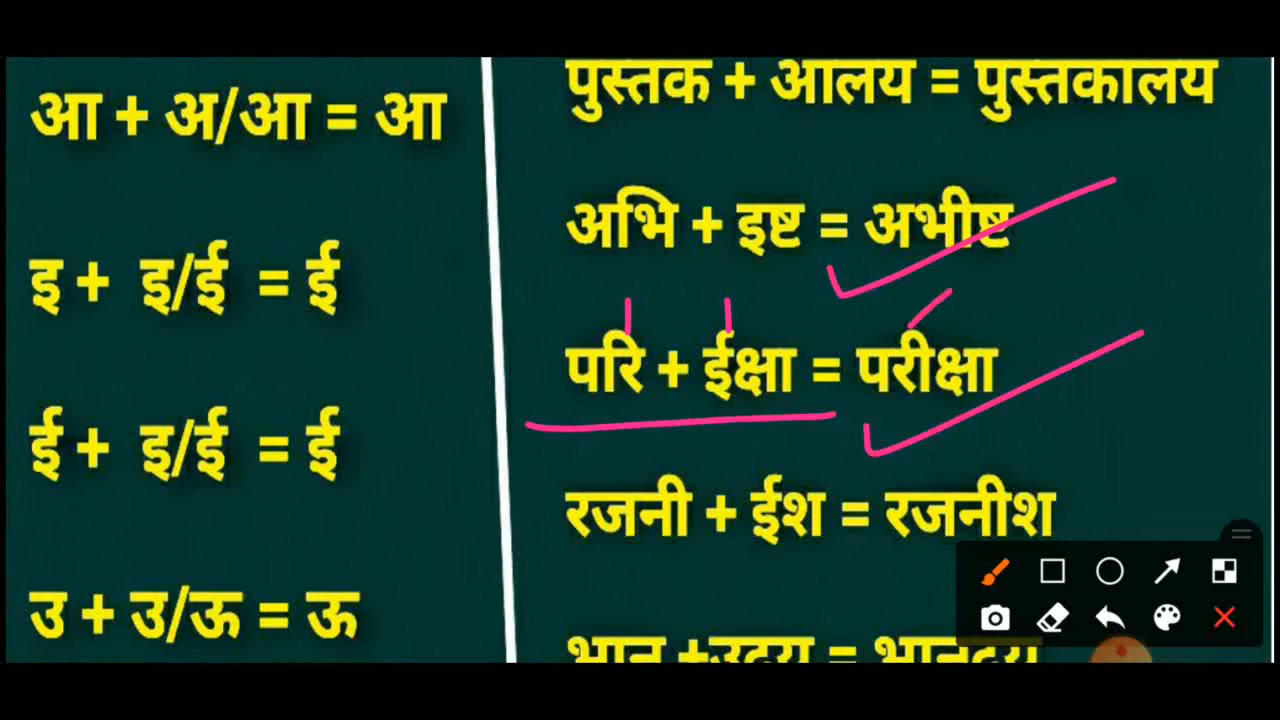 आ + अ/आ = आ
इ + इ/ई = ई
ई + इ/ई = ई
उ + उ/ऊ = ऊ
पुस्तक + आलय = पुस्तकालय
अभि + इष्ट = अभीष्ट
परि + ईक्षा = परीक्षा
रजनी + ईश = रजनीश